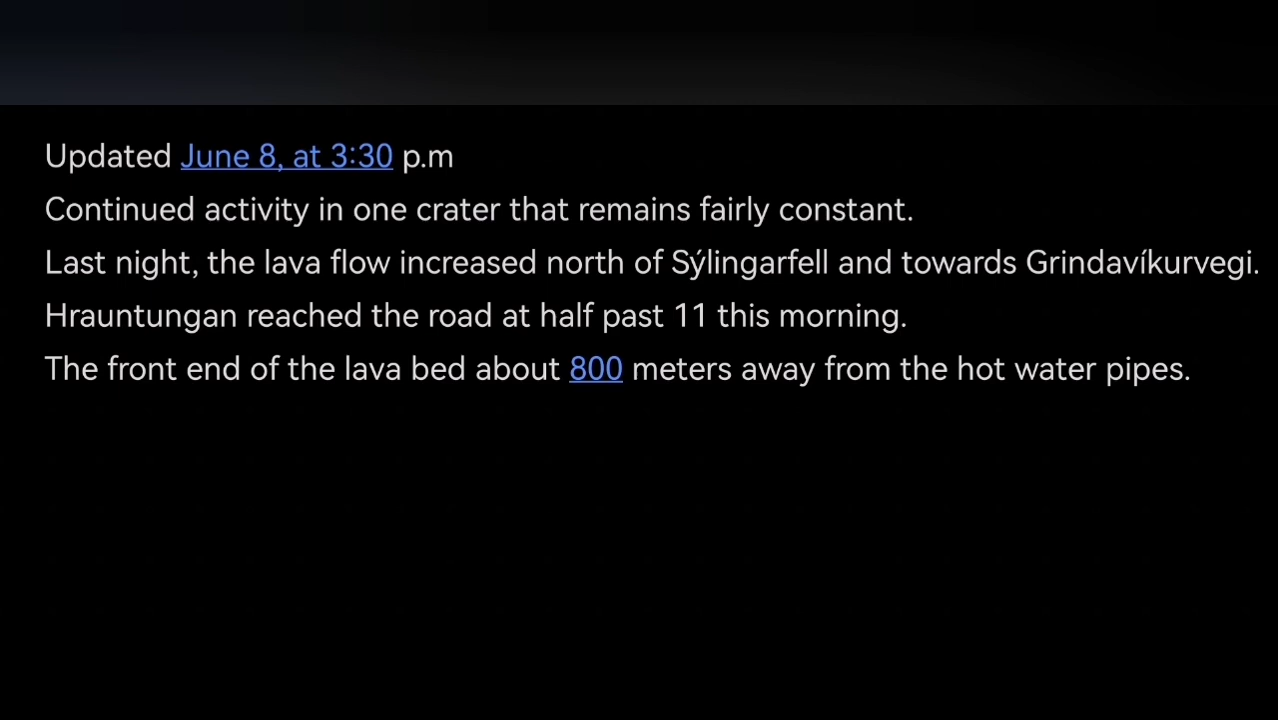 Updated June 8, at 3:30 p.m
Continued activity in one crater that remains fairly constant.
Last night, the lava flow increased north of Sýlingarfell and towards Grindavíkurvegi.
Hrauntungan reached the road at half past 11 this morning.
The front end of the lava bed about 800 meters away from the hot water pipes.